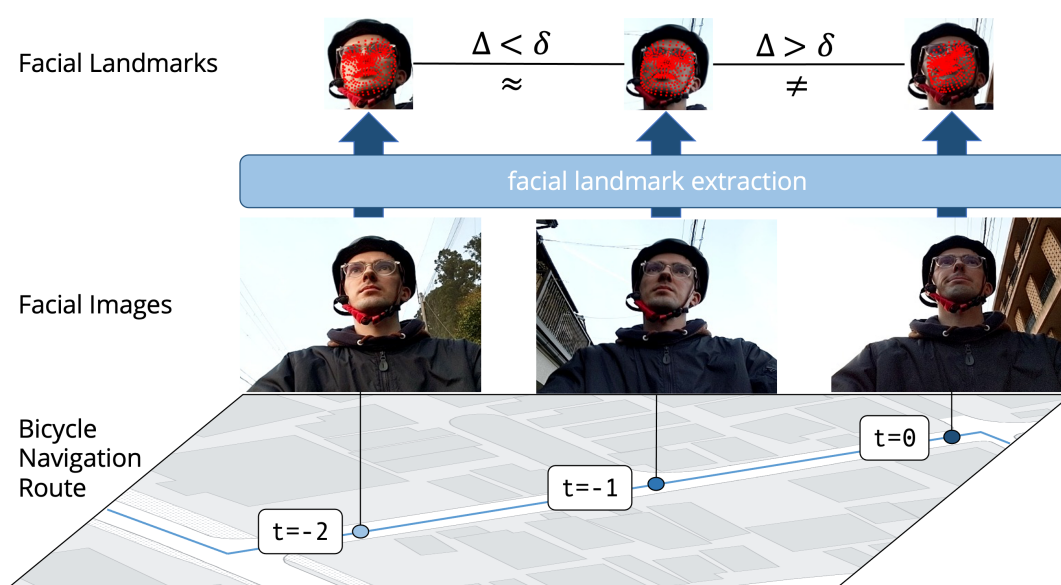 Facial Landmarks
Δ < δ
≈
Δ > δ
≠
facial landmark extraction
Facial Images
Bicycle
Navigation
Route
t=0
t=-1
t=-2